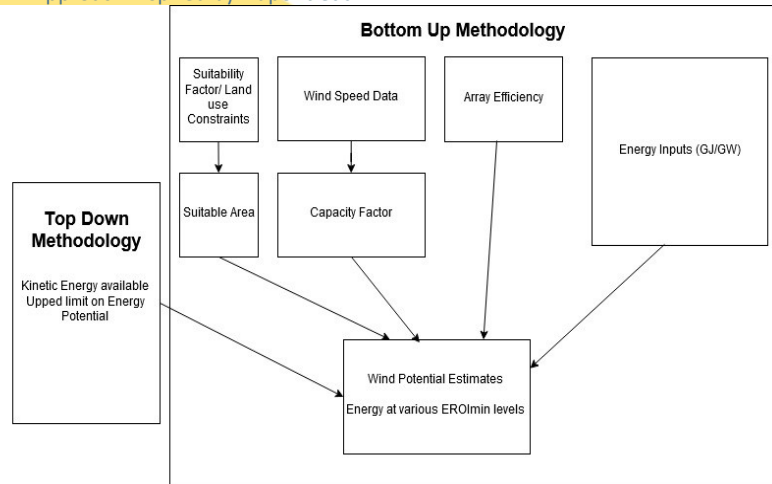 Bottom Up Methodology
Suitability
Factor/ Land
use
Constraints
Wind Speed Data
Array Efficiency
Energy Inputs (GJ/GW)
Suitable Area
Capacity Factor
Top Down
Methodology
Kinetic Energy available
Upped limit on Energy
Potential
Wind Potential Estimates
Energy at various EROImin levels